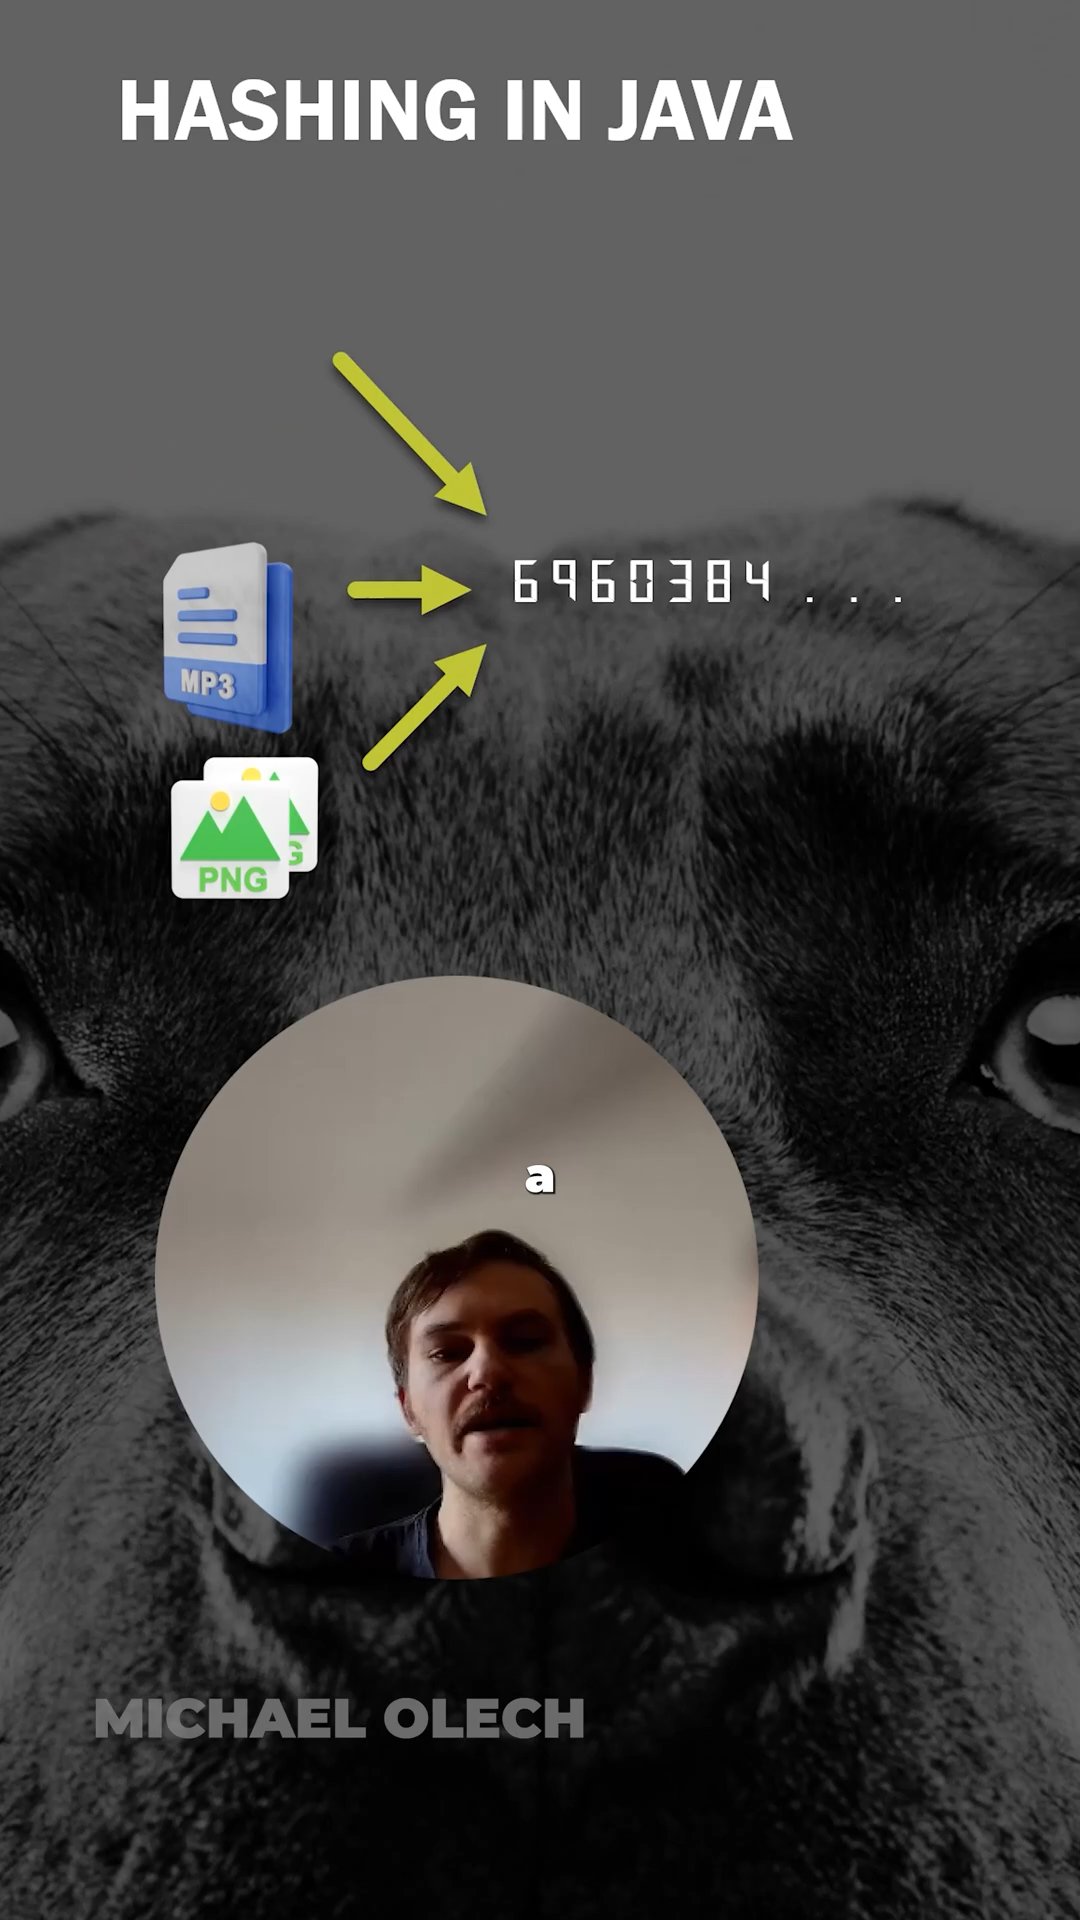 HASHING IN JAVA
6960384 . . .
MP3
G
PNG
a
MICHAEL OLECH